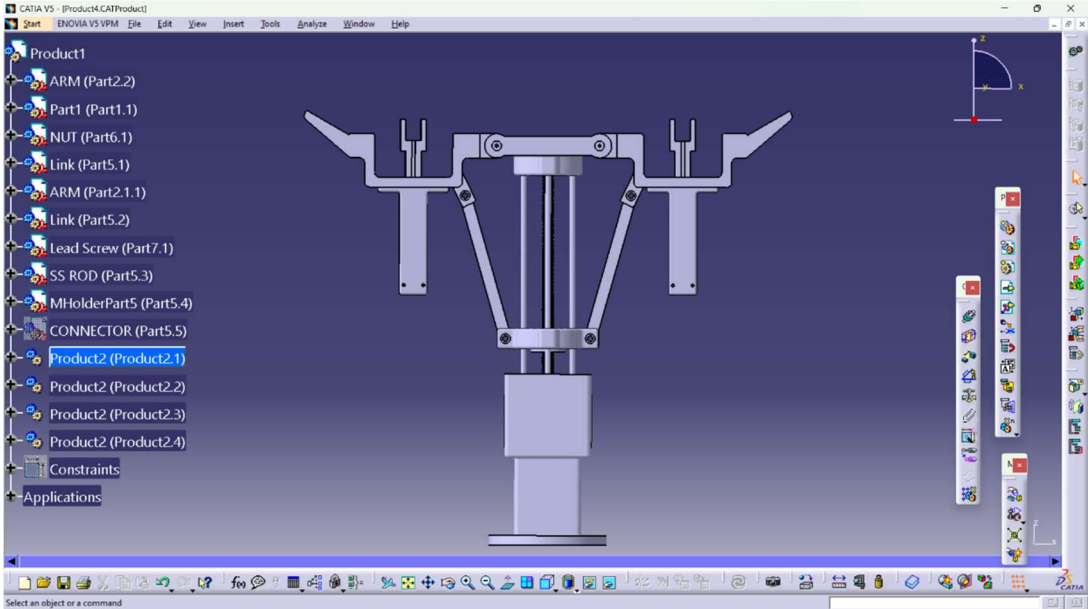 CATIA V5 - [Product4.CATProduct]
Start ENOVIA V5 VPM File Edit View Insert Tools Analyze Window Help
Product1
ARM (Part2.2)
Part1 (Part1.1)
NUT (Part6.1)
Link (Part5.1)
ARM (Part2.1.1)
Link (Part5.2)
Lead Screw (Part7.1)
SS ROD (Part5.3)
MHolderPart5 (Part5.4)
CONNECTOR (Part5.5)
Product2 (Product2.1)
Product2 (Product2.2)
Product2 (Product2.3)
Product2 (Product2.4)
Constraints
Applications
z
y x
P
M
z
x
f(x)
CATIA
Select an object or a command